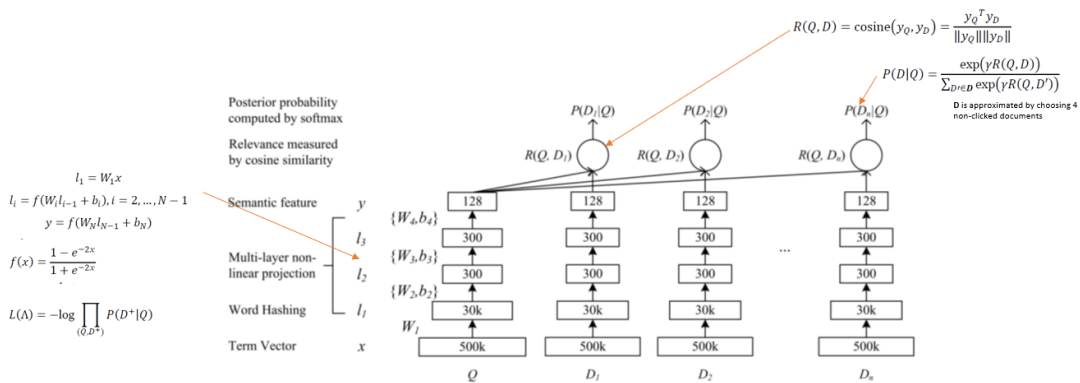 R(Q, D) = cosine(y_Q, y_D) = y_Q^T y_D / ‖y_Q‖‖y_D‖
P(D|Q) = exp(γR(Q, D)) / ∑_{D′∈D} exp(γR(Q, D′))
D is approximated by choosing 4
non-clicked documents
Posterior probability
computed by softmax
P(D_1|Q) P(D_2|Q) P(D_n|Q)
Relevance measured
by cosine similarity
R(Q, D_1) R(Q, D_2) R(Q, D_n)
l_1 = W_1x
l_i = f(W_il_{i−1} + b_i), i = 2, …, N − 1
y = f(W_Nl_{N−1} + b_N)
f(x) = 1 − e^{−2x} / 1 + e^{−2x}
L(Λ) = −log ∏_{(Q,D^+)} P(D^+|Q)
Semantic feature y 128 128 128 128
{W_4,b_4}
l_3 300 300 300 300
Multi-layer non-
linear projection
{W_3,b_3}
...
l_2 300 300 300 300
{W_2,b_2}
Word Hashing l_1 30k 30k 30k 30k
W_1
Term Vector x 500k 500k 500k 500k
Q D_1 D_2 D_n